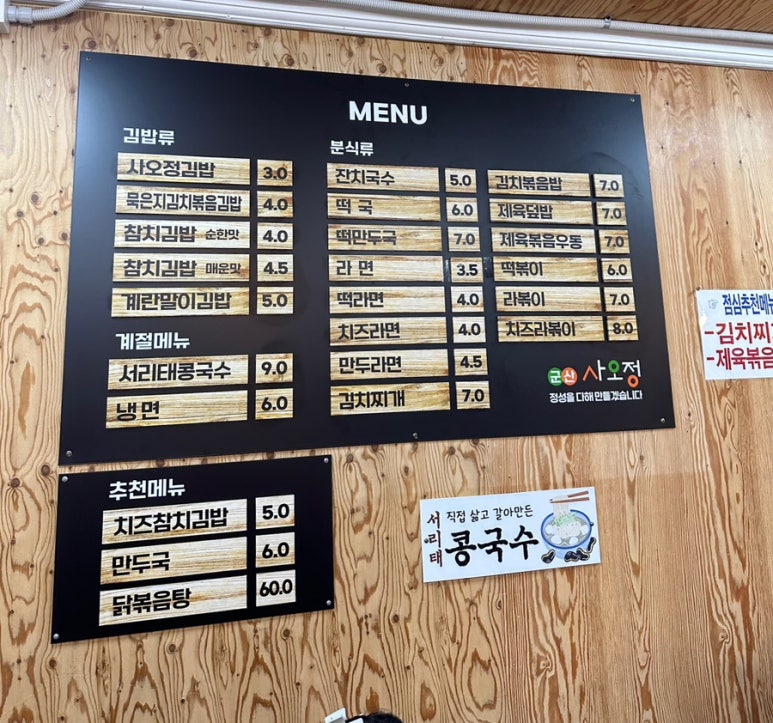 MENU
김밥류
사오정김밥 3.0
묵은지김치볶음김밥 4.0
참치김밥 순한맛 4.0
참치김밥 매운맛 4.5
계란말이김밥 5.0
계절메뉴
서리태콩국수 9.0
냉면 6.0
분식류
잔치국수 5.0
떡국 6.0
떡만두국 7.0
라면 3.5
떡라면 4.0
치즈라면 4.0
만두라면 4.5
김치찌개 7.0
김치볶음밥 7.0
제육덮밥 7.0
제육볶음우동 7.0
떡볶이 6.0
라볶이 7.0
치즈라볶이 8.0
군산 사오정
정성을 다해 만들겠습니다
추천메뉴
치즈참치김밥 5.0
만두국 6.0
닭볶음탕 60.0
서리태
직접 삶고 갈아만든
콩국수
☞ 점심추천메뉴
-김치찌
-제육볶음